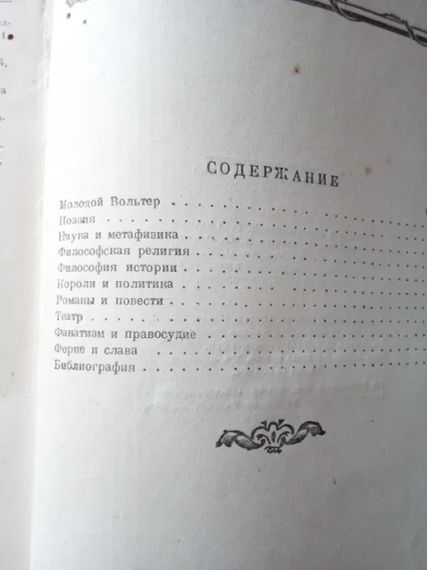 СОДЕРЖАНИЕ
Молодой Вольтер . . . . . . . . . . . . . . .
Поэзия . . . . . . . . . . . . . . . . . . .
Наука и метафизика . . . . . . . . . . . . .
Философская религия . . . . . . . . . . . . .
Философия истории . . . . . . . . . . . . . .
Короли и политика . . . . . . . . . . . . . .
Романы и повести . . . . . . . . . . . . . .
Театр . . . . . . . . . . . . . . . . . . . .
Фанатизм и правосудие . . . . . . . . . . . .
Ферне и слава . . . . . . . . . . . . . . . .
Библиография . . . . . . . . . . . . . . . .